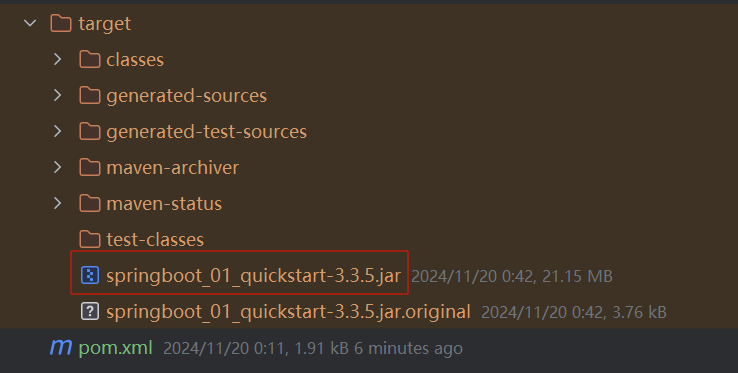 target
classes
generated-sources
generated-test-sources
maven-archiver
maven-status
test-classes
springboot_01_quickstart-3.3.5.jar 2024/11/20 0:42, 21.15 MB
springboot_01_quickstart-3.3.5.jar.original 2024/11/20 0:42, 3.76 kB
m pom.xml 2024/11/20 0:11, 1.91 kB 6 minutes ago